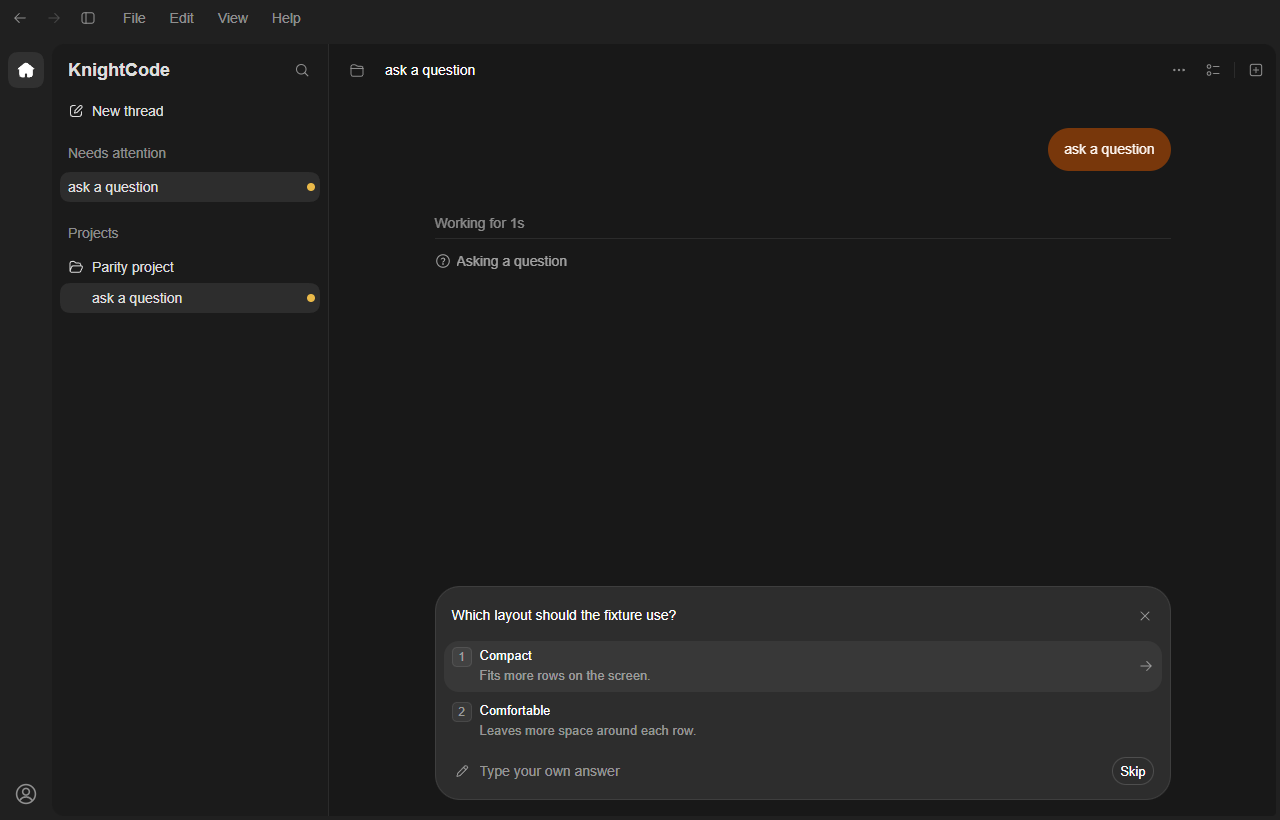 File Edit View Help
KnightCode
New thread
Needs attention
ask a question
Projects
Parity project
ask a question
ask a question
ask a question
Working for 1s
Asking a question
Which layout should the fixture use?
1 Compact
Fits more rows on the screen.
2 Comfortable
Leaves more space around each row.
Type your own answer
Skip